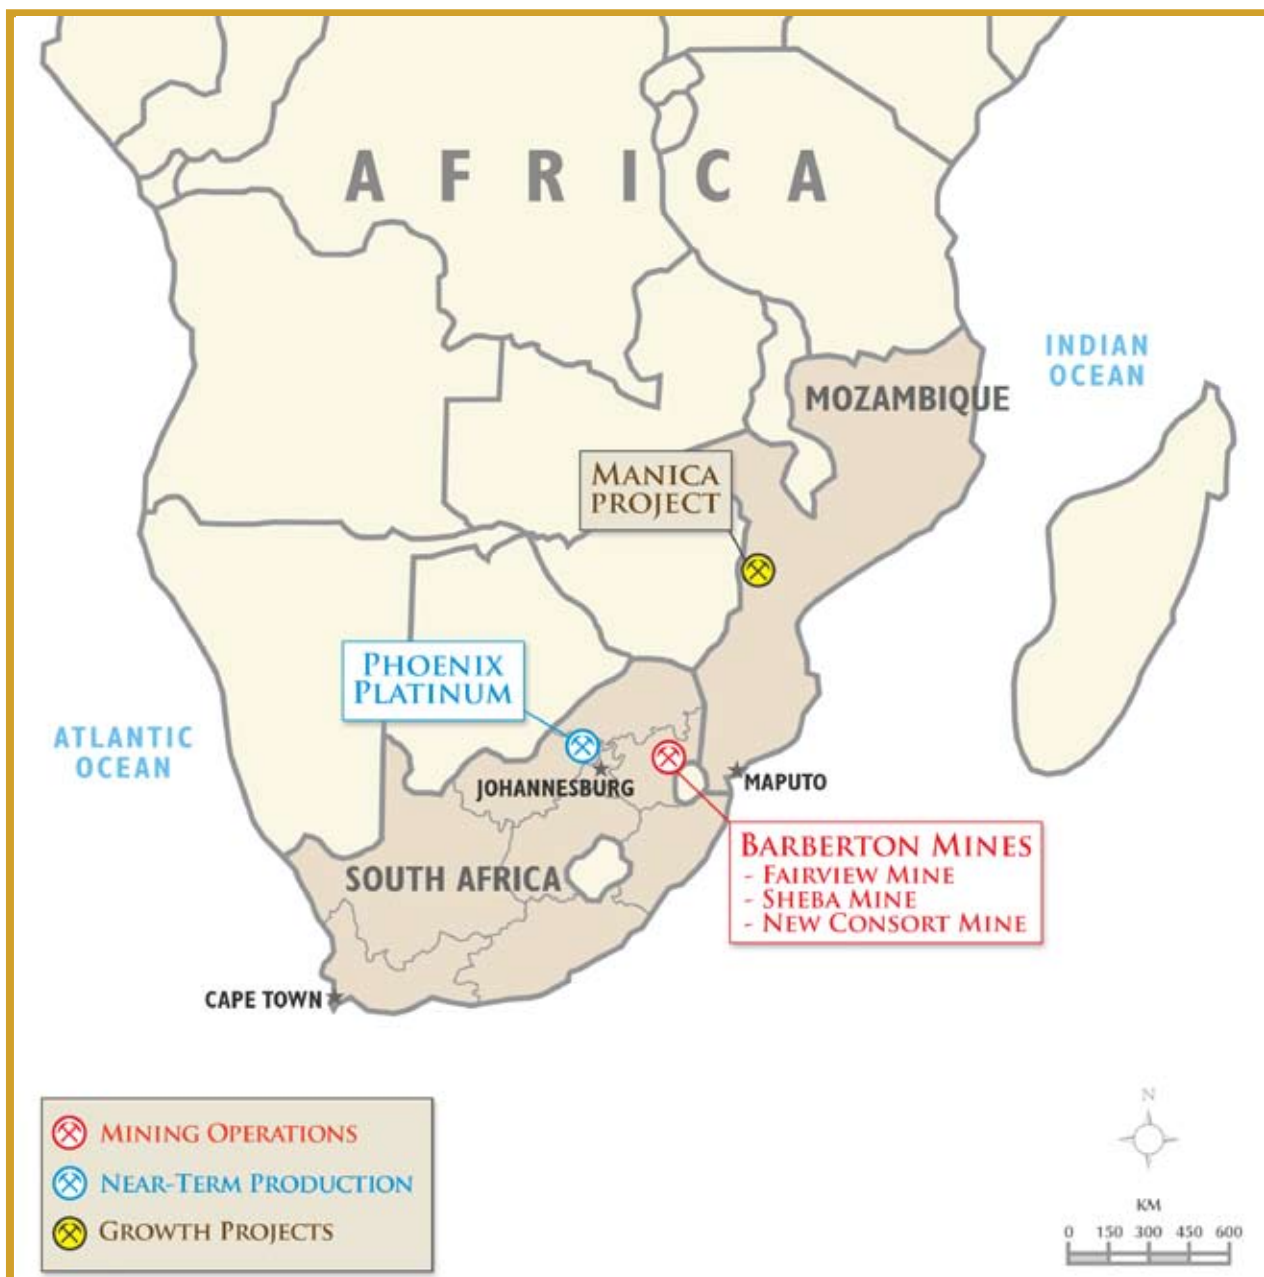 AFRICA
INDIAN
OCEAN
MOZAMBIQUE
MANICA
PROJECT
PHOENIX
PLATINUM
ATLANTIC
OCEAN
JOHANNESBURG
MAPUTO
BARBERTON MINES
- FAIRVIEW MINE
- SHEBA MINE
- NEW CONSORT MINE
SOUTH AFRICA
CAPE TOWN
MINING OPERATIONS
NEAR-TERM PRODUCTION
GROWTH PROJECTS
N
KM
0 150 300 450 600